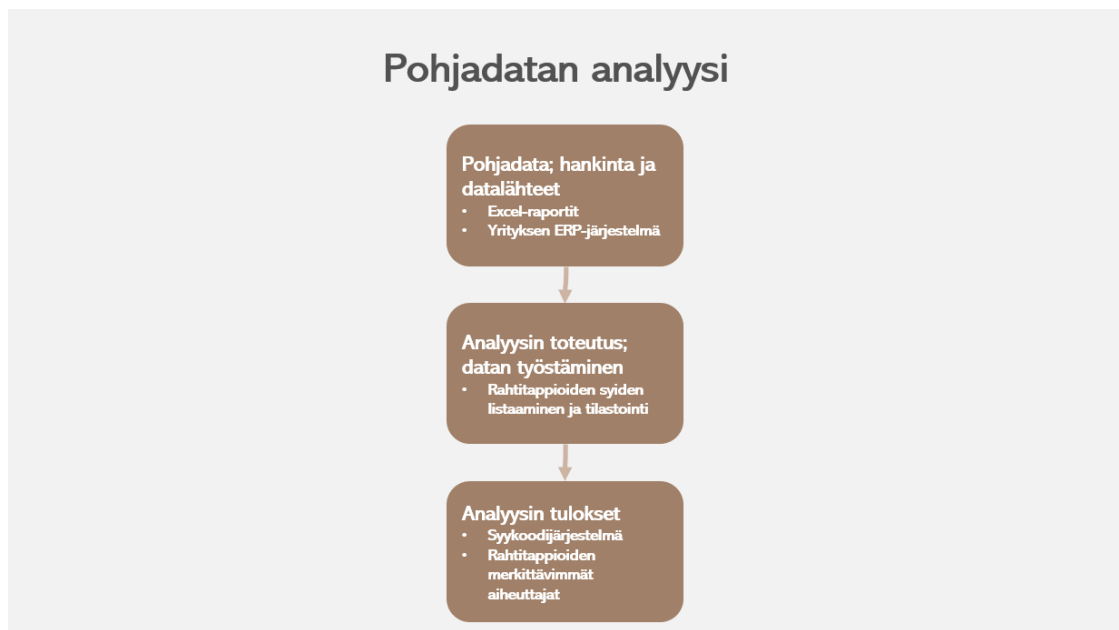 Pohjadatan analyysi
Pohjadata; hankinta ja
datalähteet
• Excel-raportit
• Yrityksen ERP-järjestelmä
Analyysin toteutus;
datan työstäminen
• Rahtitappioiden syiden
listaaminen ja tilastointi
Analyysin tulokset
• Syykoodijärjestelmä
• Rahtitappioiden
merkittävimmät
aiheuttajat